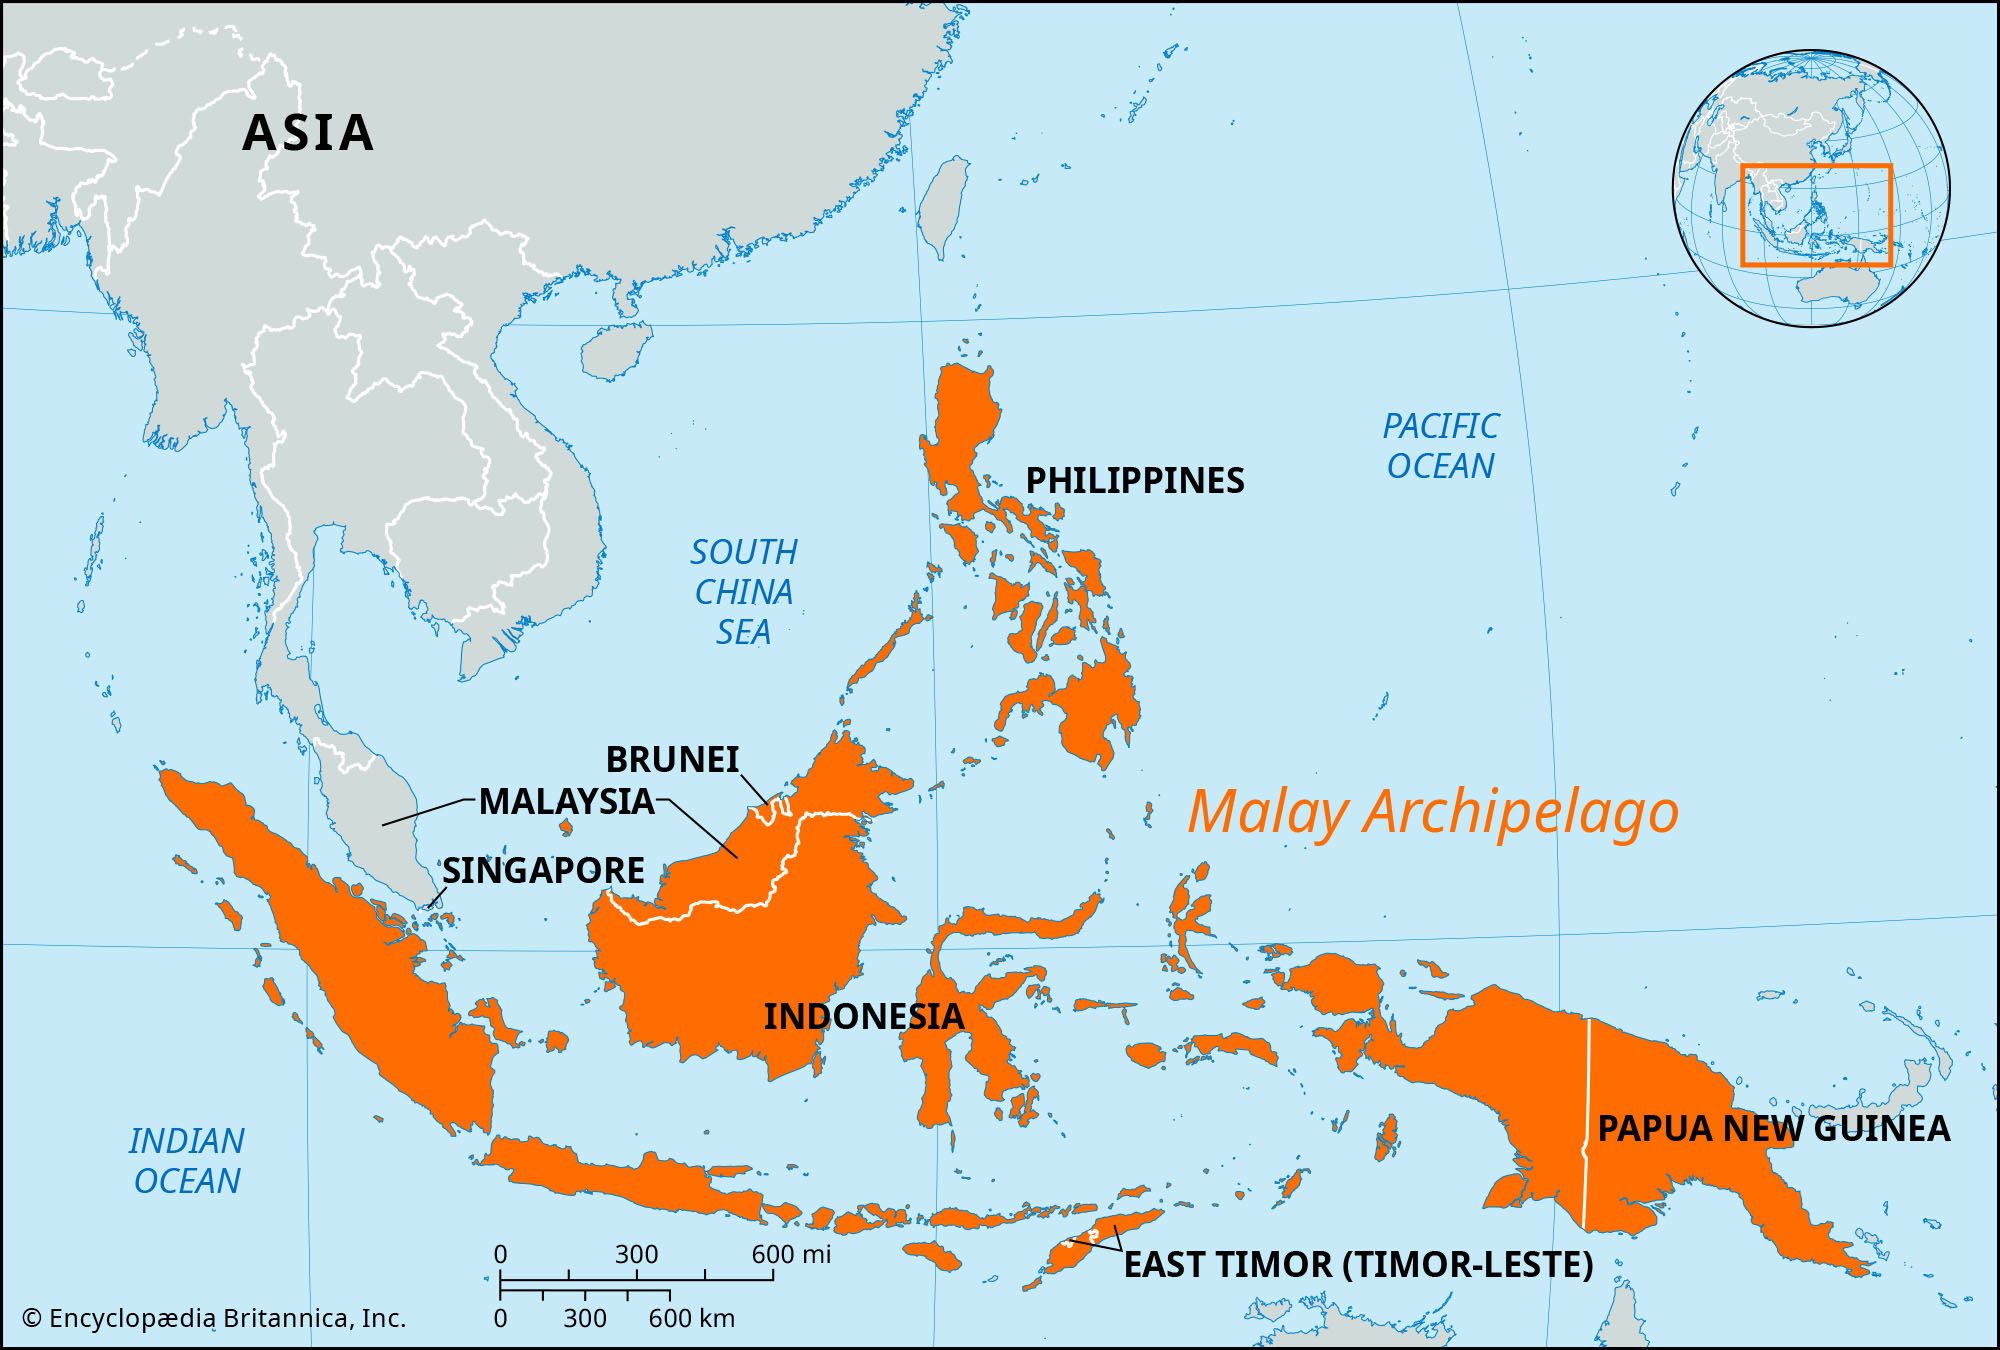 ASIA
PACIFIC
OCEAN
PHILIPPINES
SOUTH
CHINA
SEA
BRUNEI
MALAYSIA
Malay Archipelago
SINGAPORE
INDONESIA
PAPUA NEW GUINEA
INDIAN
OCEAN
EAST TIMOR (TIMOR-LESTE)
0 300 600 mi
0 300 600 km
© Encyclopædia Britannica, Inc.